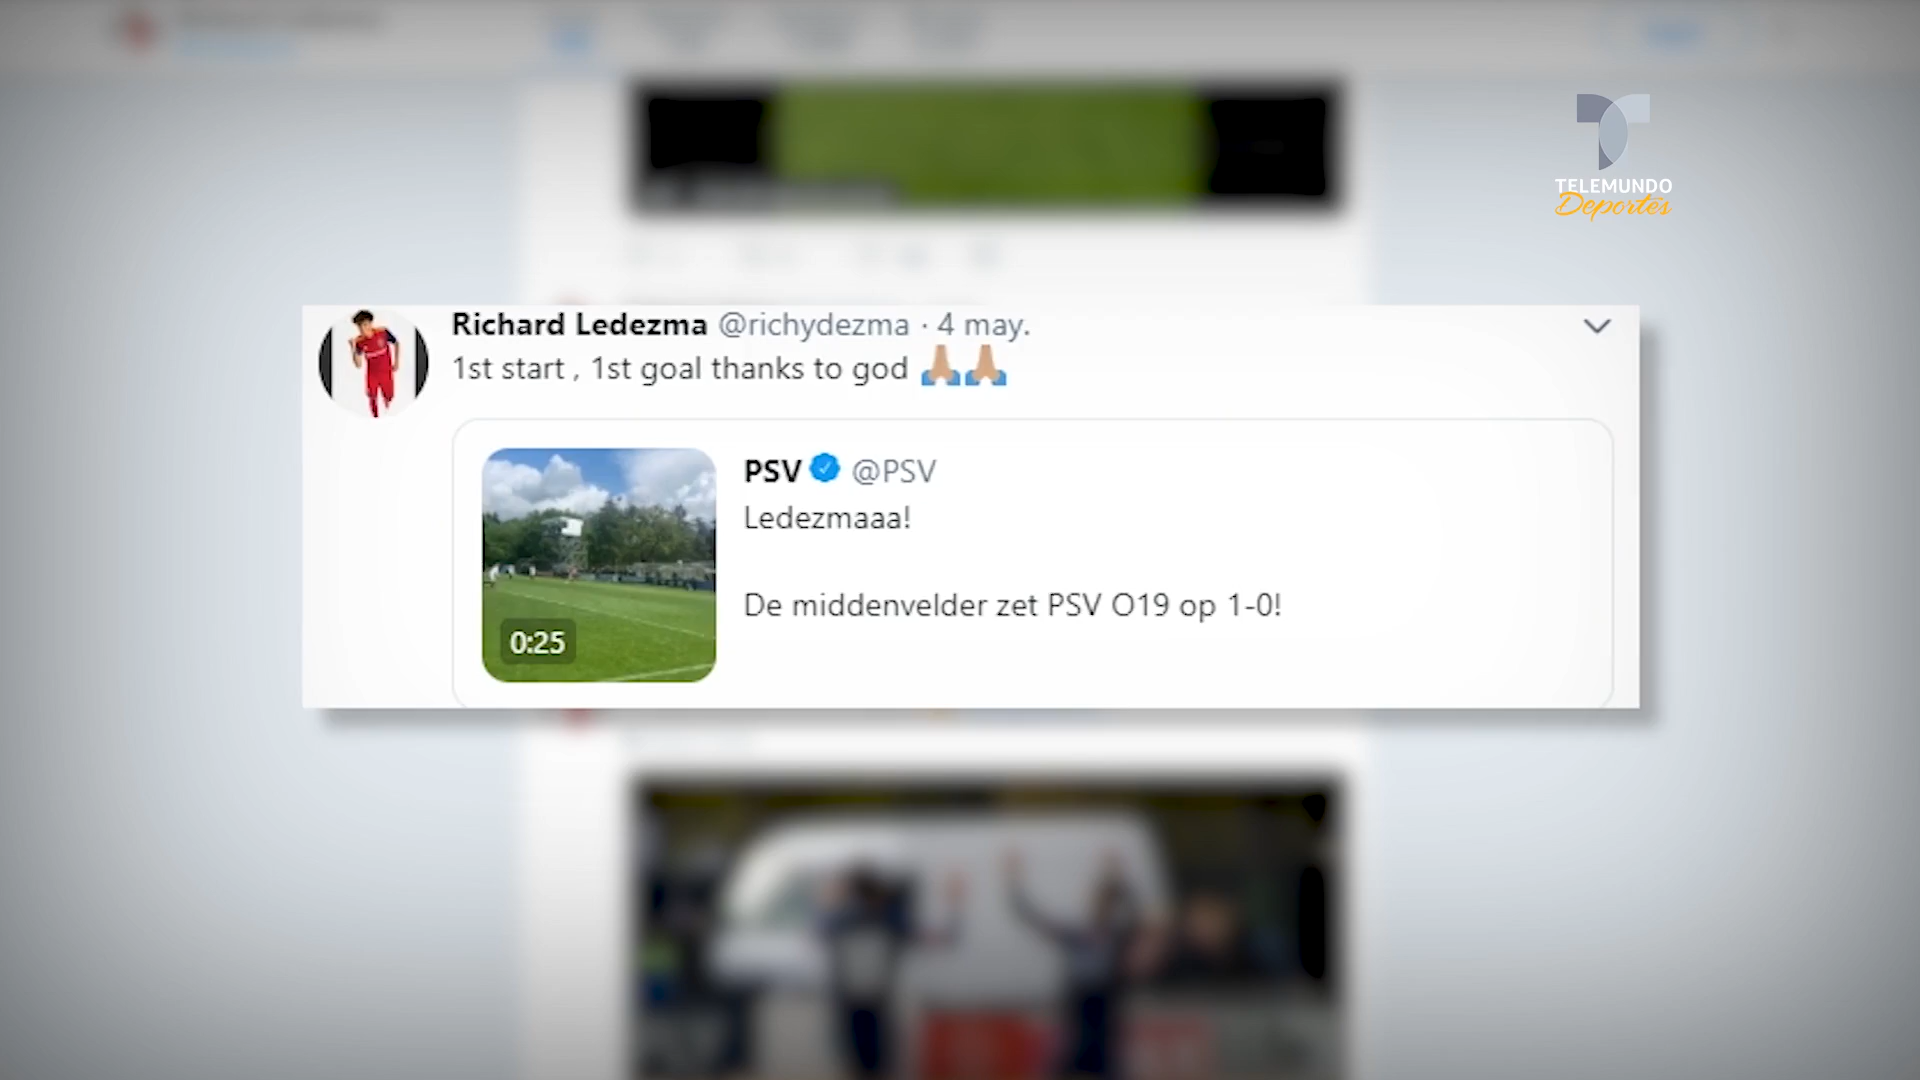 TELEMUNDO
Deportes
Richard Ledezma @richydezma · 4 may.
1st start , 1st goal thanks to god 🙏🏽🙏🏽
PSV @PSV
Ledezmaaa!
De middenvelder zet PSV O19 op 1-0!
0:25